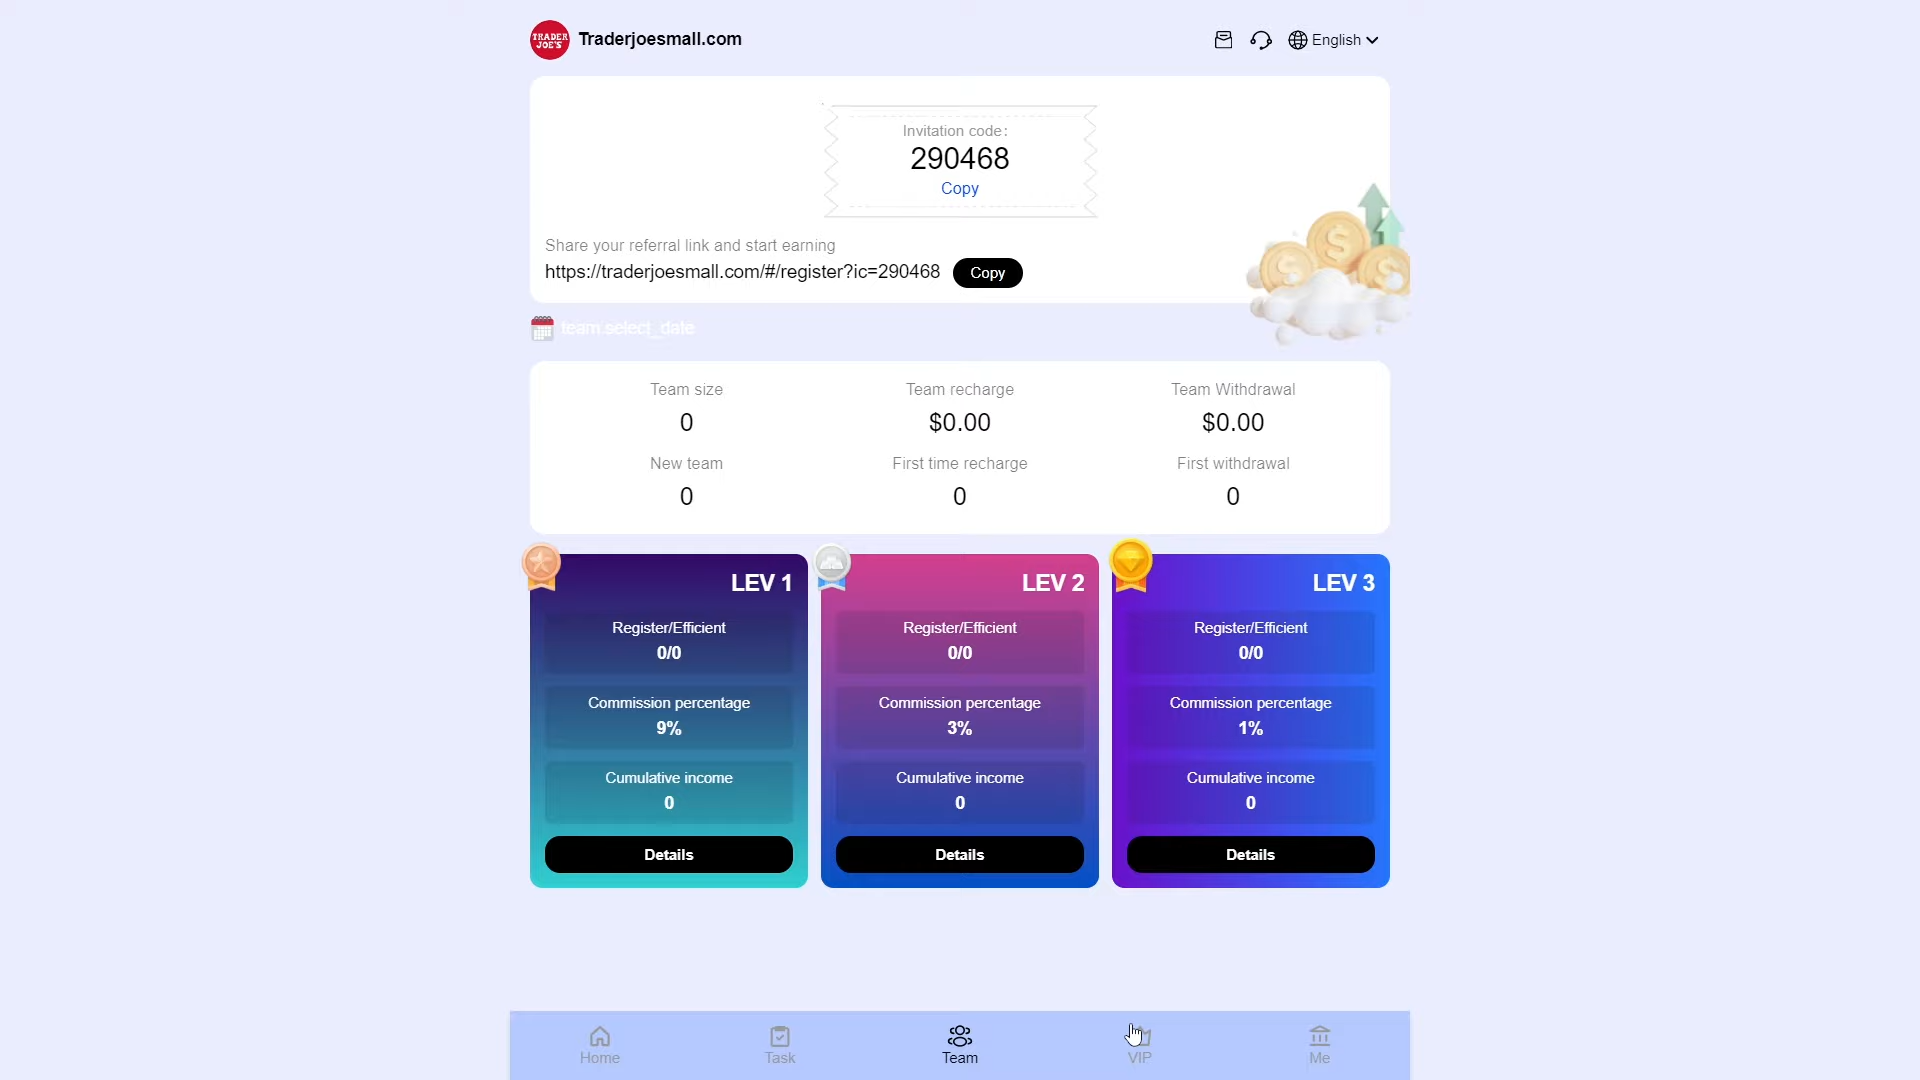 TRADER JOE'S
Traderjoesmall.com
English
Invitation code:
290468
Copy
Share your referral link and start earning
https://traderjoesmall.com/#/register?ic=290468 Copy
team.select_date
Team size
0
Team recharge
$0.00
Team Withdrawal
$0.00
New team
0
First time recharge
0
First withdrawal
0
LEV 1
Register/Efficient
0/0
Commission percentage
9%
Cumulative income
0
Details
LEV 2
Register/Efficient
0/0
Commission percentage
3%
Cumulative income
0
Details
LEV 3
Register/Efficient
0/0
Commission percentage
1%
Cumulative income
0
Details
Home
Task
Team
VIP
Me